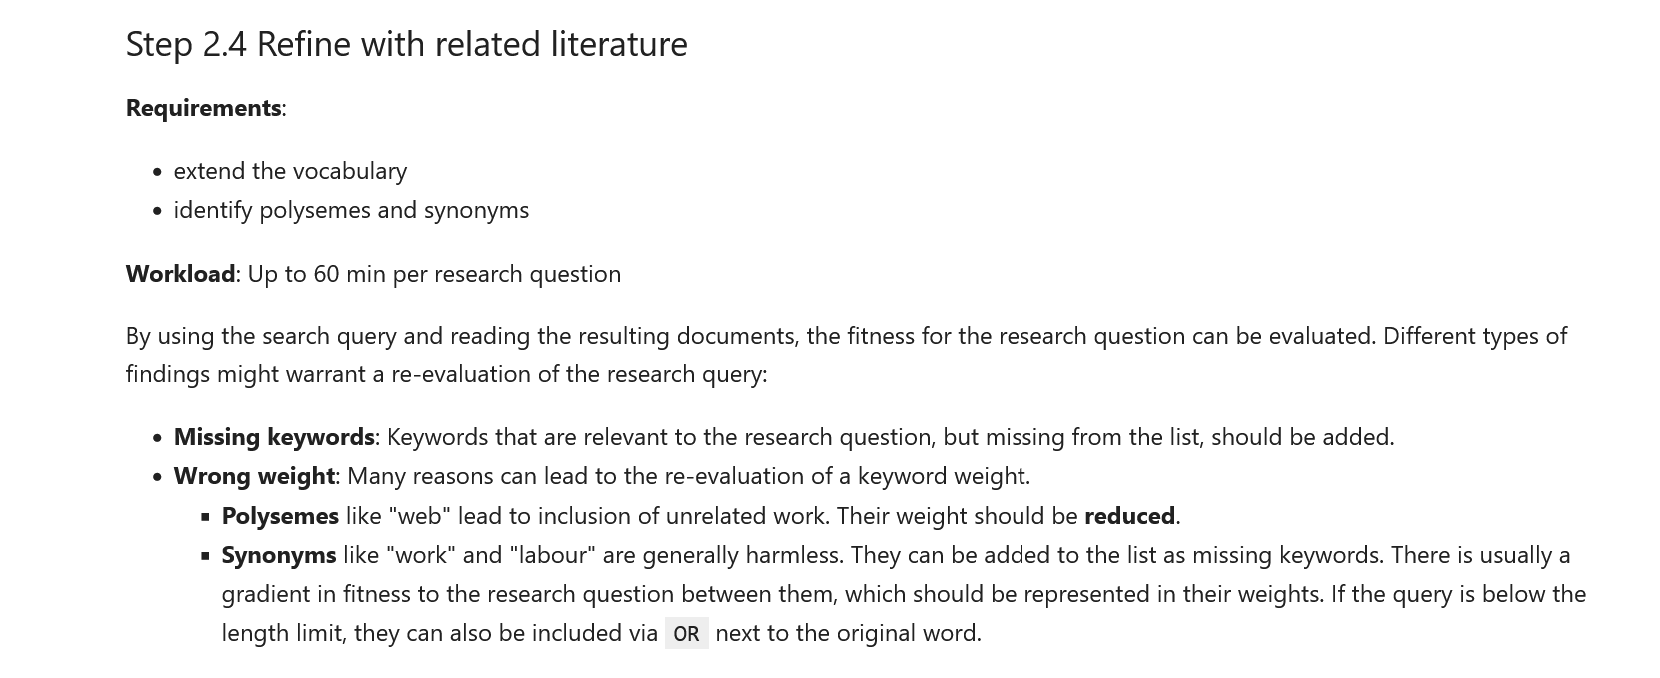 Step 2.4 Refine with related literature
Requirements:
• extend the vocabulary
• identify polysemes and synonyms
Workload: Up to 60 min per research question
By using the search query and reading the resulting documents, the fitness for the research question can be evaluated. Different types of
findings might warrant a re-evaluation of the research query:
• Missing keywords: Keywords that are relevant to the research question, but missing from the list, should be added.
• Wrong weight: Many reasons can lead to the re-evaluation of a keyword weight.
▪ Polysemes like "web" lead to inclusion of unrelated work. Their weight should be reduced.
▪ Synonyms like "work" and "labour" are generally harmless. They can be added to the list as missing keywords. There is usually a
gradient in fitness to the research question between them, which should be represented in their weights. If the query is below the
length limit, they can also be included via OR next to the original word.